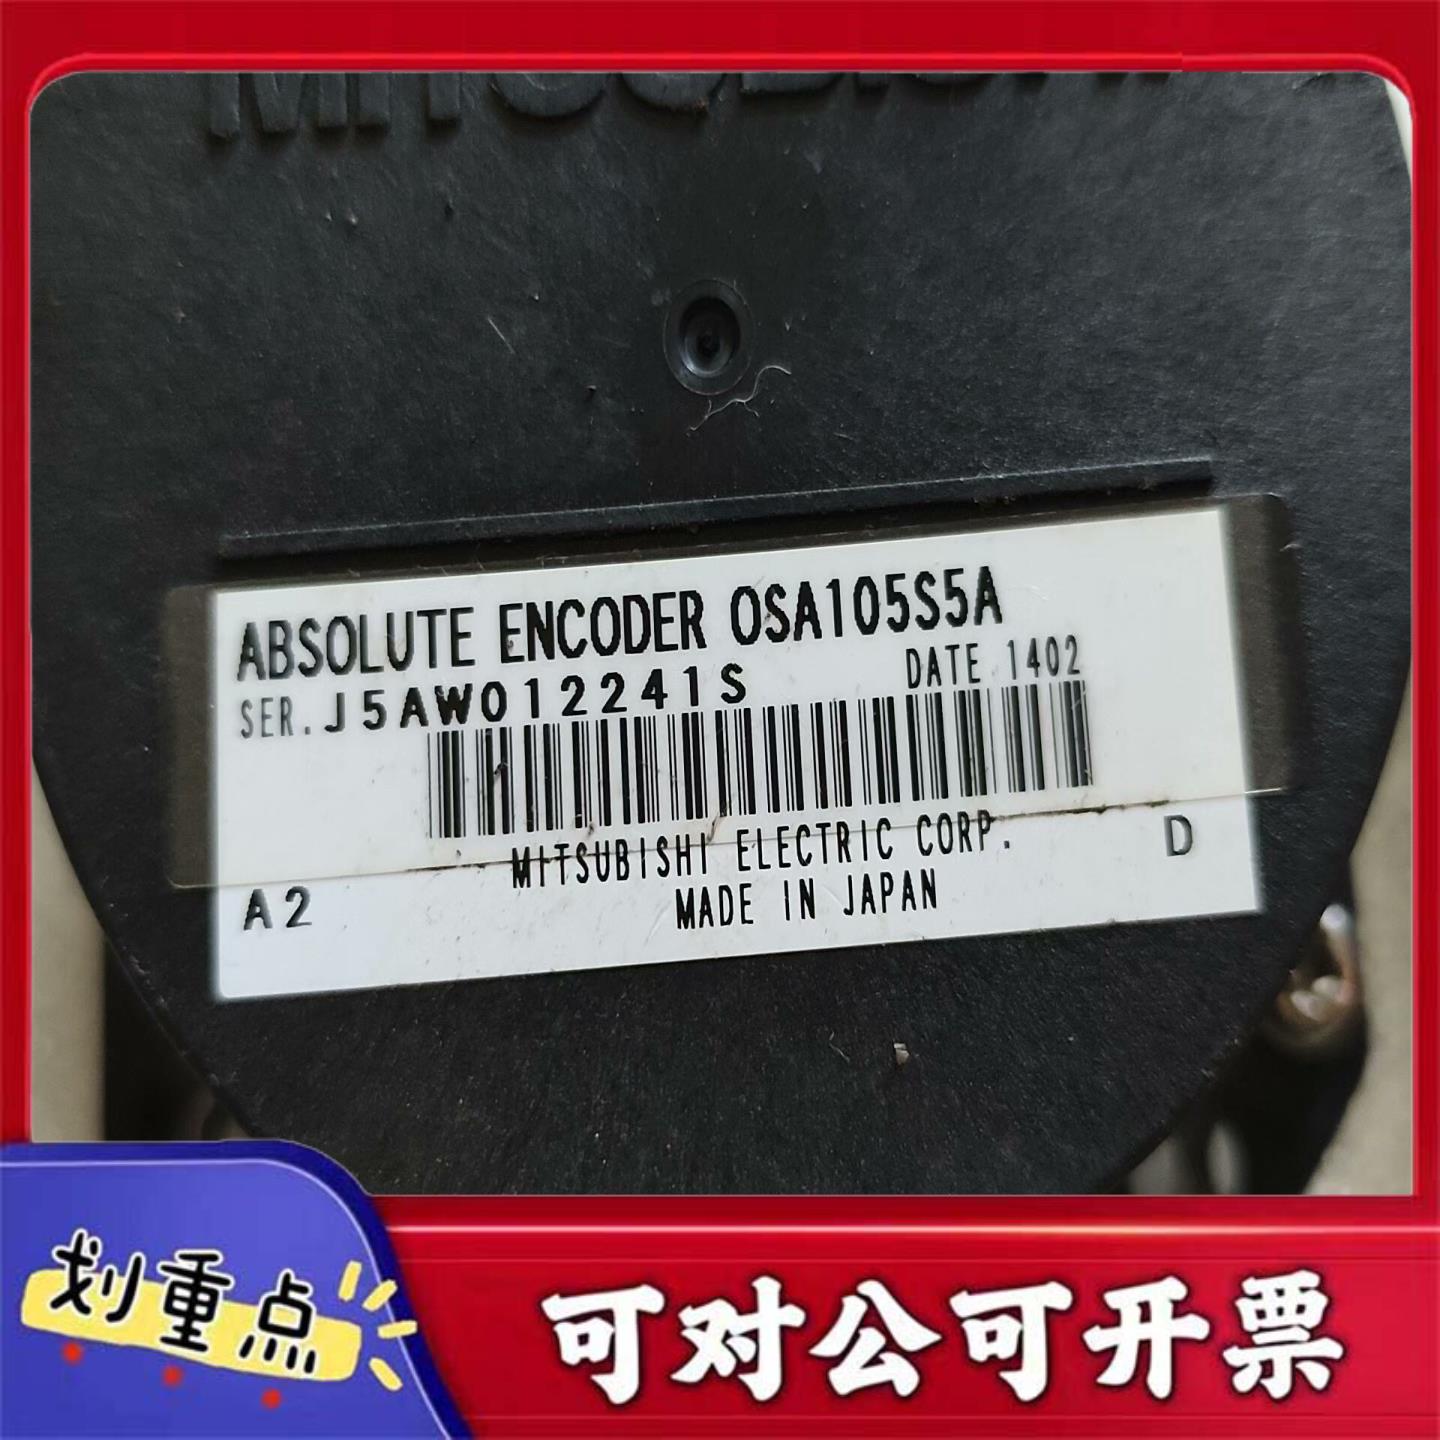 MITSUBISHI
ABSOLUTE ENCODER OSA105S5A
SER. J5AW012241S DATE 1402
MITSUBISHI ELECTRIC CORP. D
A2 MADE IN JAPAN
划重点
可对公可开票